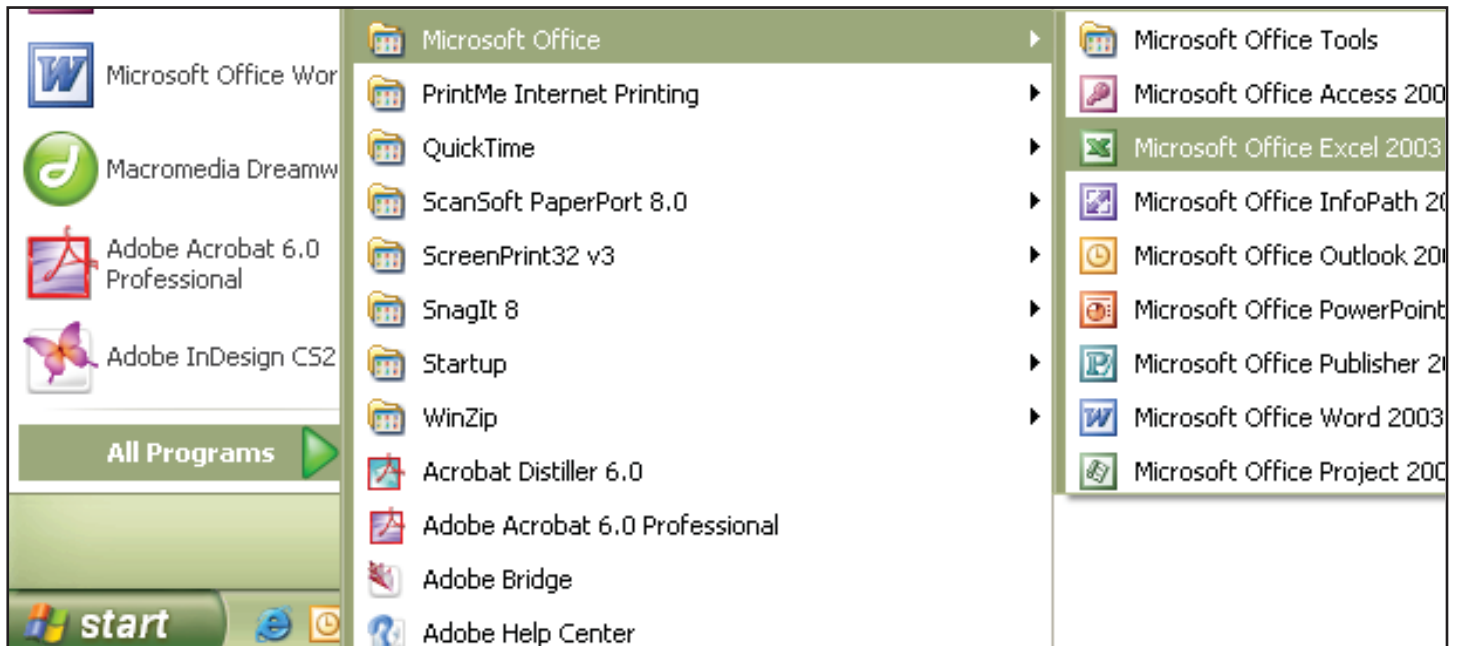 Microsoft Office Wor
Macromedia Dreamw
Adobe Acrobat 6.0
Professional
Adobe InDesign CS2
All Programs
start
Microsoft Office
PrintMe Internet Printing
QuickTime
ScanSoft PaperPort 8.0
ScreenPrint32 v3
SnagIt 8
Startup
WinZip
Acrobat Distiller 6.0
Adobe Acrobat 6.0 Professional
Adobe Bridge
Adobe Help Center
Microsoft Office Tools
Microsoft Office Access 200
Microsoft Office Excel 2003
Microsoft Office InfoPath 20
Microsoft Office Outlook 200
Microsoft Office PowerPoint
Microsoft Office Publisher 2
Microsoft Office Word 2003
Microsoft Office Project 200